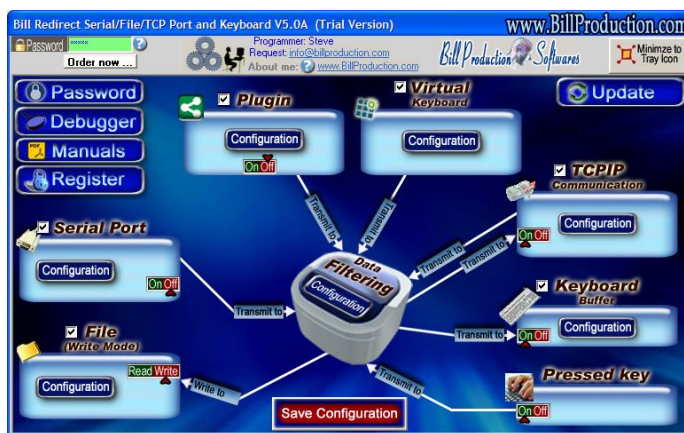 Bill Redirect Serial/File/TCP Port and Keyboard V5.0A (Trial Version)
www.BillProduction.com
Password
xxxxx
Order now ...
Programmer: Steve
Request: info@billproduction.com
About me: www.BillProduction.com
Bill Production Softwares
Minimze to
Tray Icon
Password
Debugger
Manuals
Register
Plugin
Configuration
On Off
Virtual
Keyboard
Configuration
Update
TCPIP
Communication
Configuration
On Off
Serial Port
Configuration
On Off
Transmit to
Transmit to
Transmit to
Transmit to
Data
Filtering
Configuration
Transmit to
Keyboard
Buffer
Transmit to
On Off
Configuration
File
(Write Mode)
Read Write
Configuration
Write to
Transmit to
Pressed key
On Off
Save Configuration